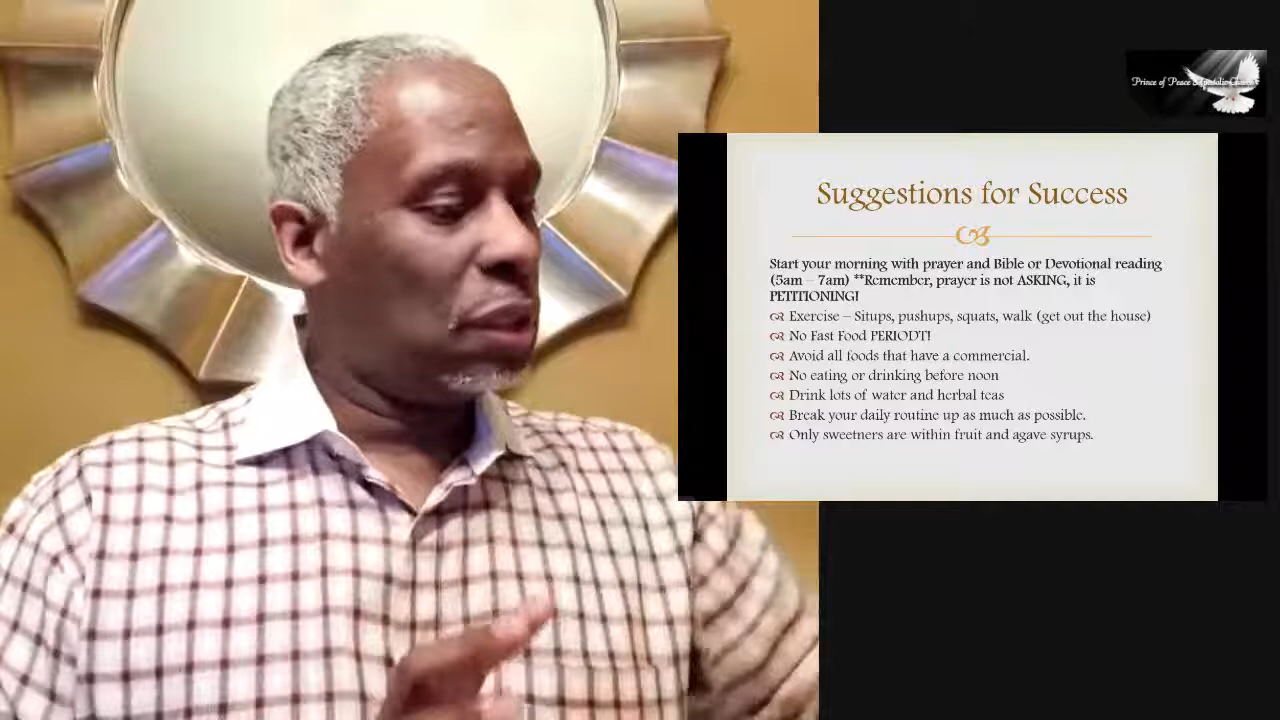 Prince of Peace Apostolic Church
Suggestions for Success
Start your morning with prayer and Bible or Devotional reading
(5am – 7am) **Remember, prayer is not ASKING, it is
PETITIONING!
Exercise – Situps, pushups, squats, walk (get out the house)
No Fast Food PERIODT!
Avoid all foods that have a commercial.
No eating or drinking before noon
Drink lots of water and herbal teas
Break your daily routine up as much as possible.
Only sweetners are within fruit and agave syrups.